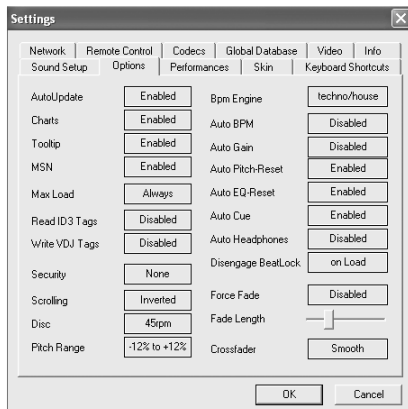 Settings
Network Remote Control Codecs Global Database Video Info
Sound Setup Options Performances Skin Keyboard Shortcuts
AutoUpdate Enabled
Charts Enabled
Tooltip Enabled
MSN Enabled
Max Load Always
Read ID3 Tags Disabled
Write VDJ Tags Disabled
Security None
Scrolling Inverted
Disc 45rpm
Pitch Range -12% to +12%
Bpm Engine techno/house
Auto BPM Disabled
Auto Gain Disabled
Auto Pitch-Reset Enabled
Auto EQ-Reset Enabled
Auto Cue Enabled
Auto Headphones Disabled
Disengage BeatLock on Load
Force Fade Disabled
Fade Length
Crossfader Smooth
OK Cancel